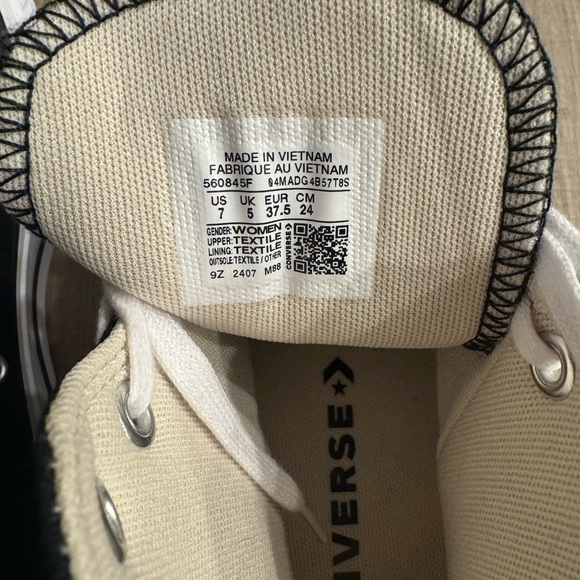 MADE IN VIETNAM
FABRIQUE AU VIETNAM
560845F 04MADG4B57T8S
US UK EUR CM
7 5 37.5 24
GENDER: WOMEN
UPPER: TEXTILE
LINING: TEXTILE
OUTSOLE: TEXTILE / OTHER
9Z 2407 M88
CONVERSE
CONVERSE